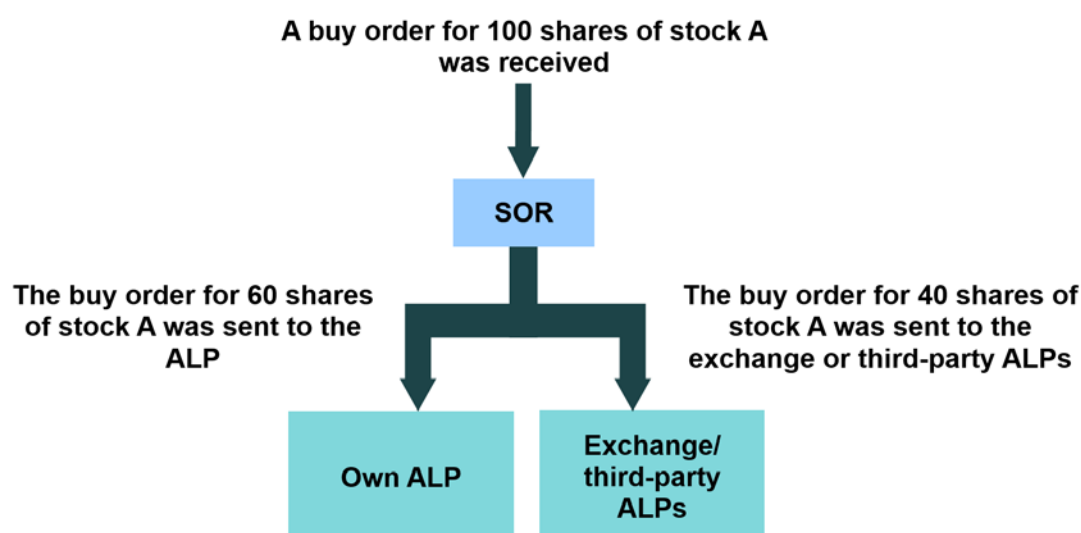 A buy order for 100 shares of stock A
was received
SOR
The buy order for 60 shares
of stock A was sent to the
ALP
The buy order for 40 shares of
stock A was sent to the
exchange or third-party ALPs
Own ALP
Exchange/
third-party
ALPs